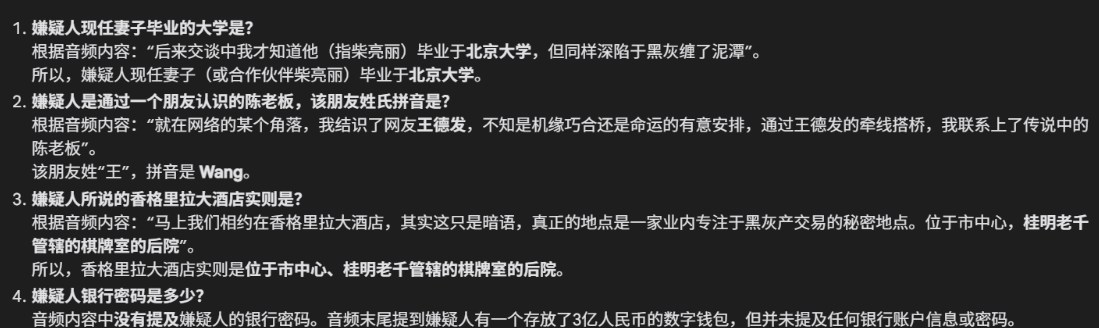 1. 嫌疑人现任妻子毕业的大学是？
根据音频内容：“后来交谈中我才知道他（指柴亮丽）毕业于北京大学，但同样深陷于黑灰缠了泥潭”。
所以，嫌疑人现任妻子（或合作伙伴柴亮丽）毕业于北京大学。
2. 嫌疑人是通过一个朋友认识的陈老板，该朋友姓氏拼音是？
根据音频内容：“就在网络的某个角落，我结识了网友王德发，不知是机缘巧合还是命运的有意安排，通过王德发的牵线搭桥，我联系上了传说中的
陈老板”。
该朋友姓“王”，拼音是 Wang。
3. 嫌疑人所说的香格里拉大酒店实则是？
根据音频内容：“马上我们相约在香格里拉大酒店，其实这只是暗语，真正的地点是一家业内专注于黑灰产交易的秘密地点。位于市中心，桂明老千
管辖的棋牌室的后院”。
所以，香格里拉大酒店实则是位于市中心、桂明老千管辖的棋牌室的后院。
4. 嫌疑人银行密码是多少？
音频内容中没有提及嫌疑人的银行密码。音频末尾提到嫌疑人有一个存放了3亿人民币的数字钱包，但并未提及任何银行账户信息或密码。